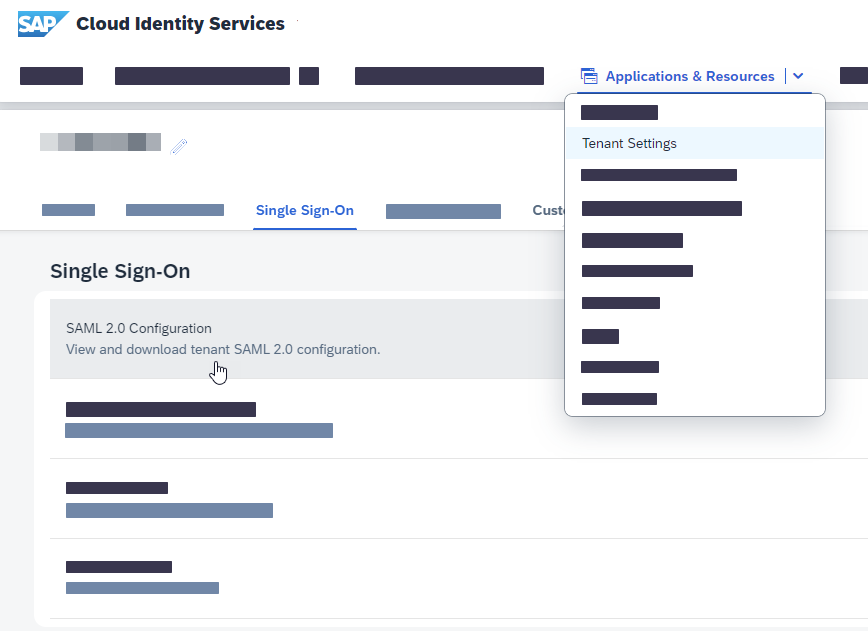 SAP Cloud Identity Services
Applications & Resources
Tenant Settings
Single Sign-On
Single Sign-On
SAML 2.0 Configuration
View and download tenant SAML 2.0 configuration.